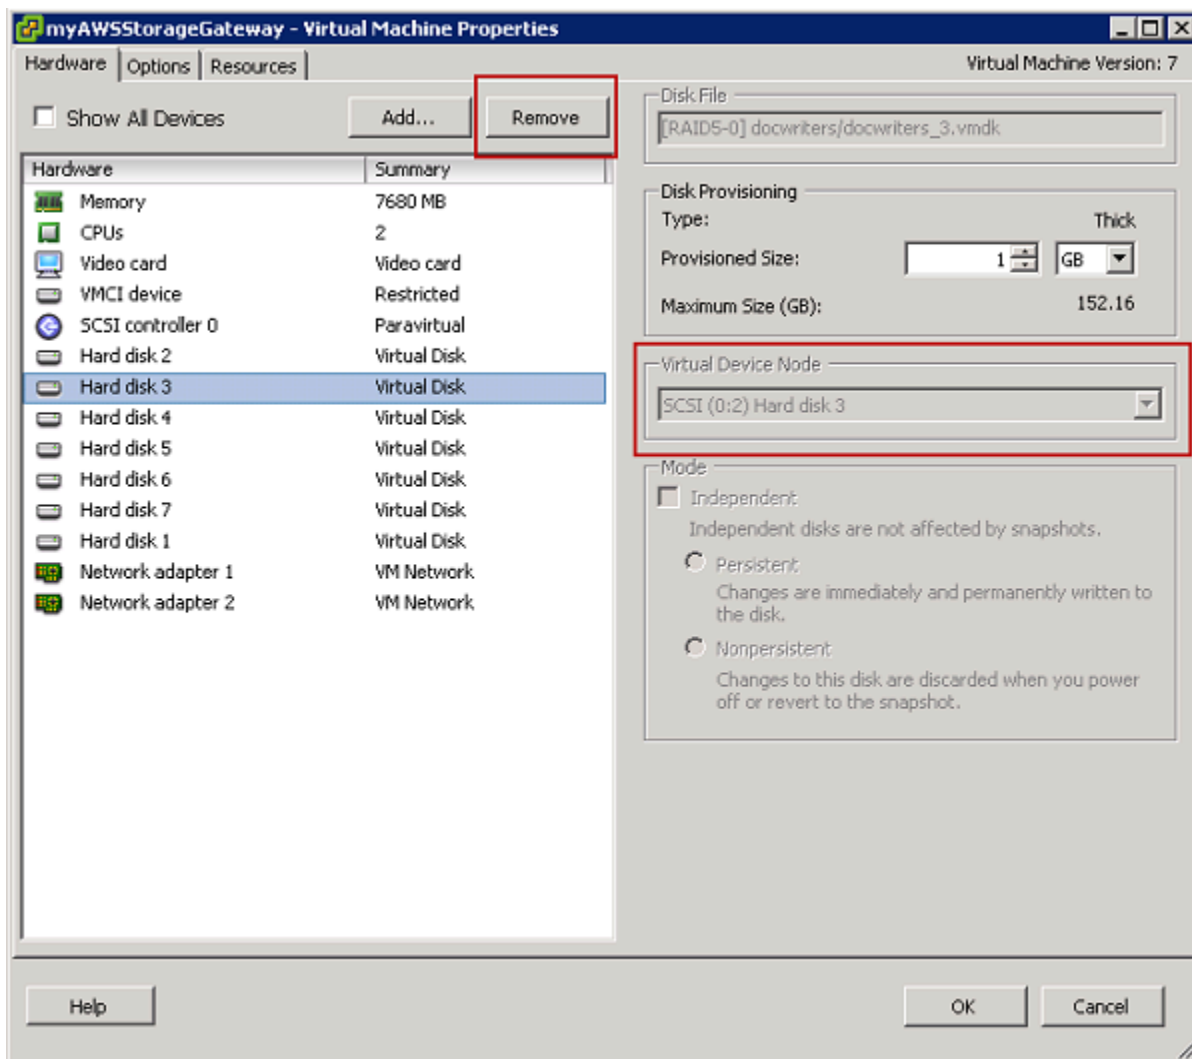 myAWSStorageGateway - Virtual Machine Properties
Hardware Options Resources Virtual Machine Version: 7
Show All Devices Add... Remove
Hardware Summary
Memory 7680 MB
CPUs 2
Video card Video card
VMCI device Restricted
SCSI controller 0 Paravirtual
Hard disk 2 Virtual Disk
Hard disk 3 Virtual Disk
Hard disk 4 Virtual Disk
Hard disk 5 Virtual Disk
Hard disk 6 Virtual Disk
Hard disk 7 Virtual Disk
Hard disk 1 Virtual Disk
Network adapter 1 VM Network
Network adapter 2 VM Network
Disk File
[RAID5-0] docwriters/docwriters_3.vmdk
Disk Provisioning
Type: Thick
Provisioned Size: 1 GB
Maximum Size (GB): 152.16
Virtual Device Node
SCSI (0:2) Hard disk 3
Mode
Independent
Independent disks are not affected by snapshots.
Persistent
Changes are immediately and permanently written to
the disk.
Nonpersistent
Changes to this disk are discarded when you power
off or revert to the snapshot.
Help OK Cancel